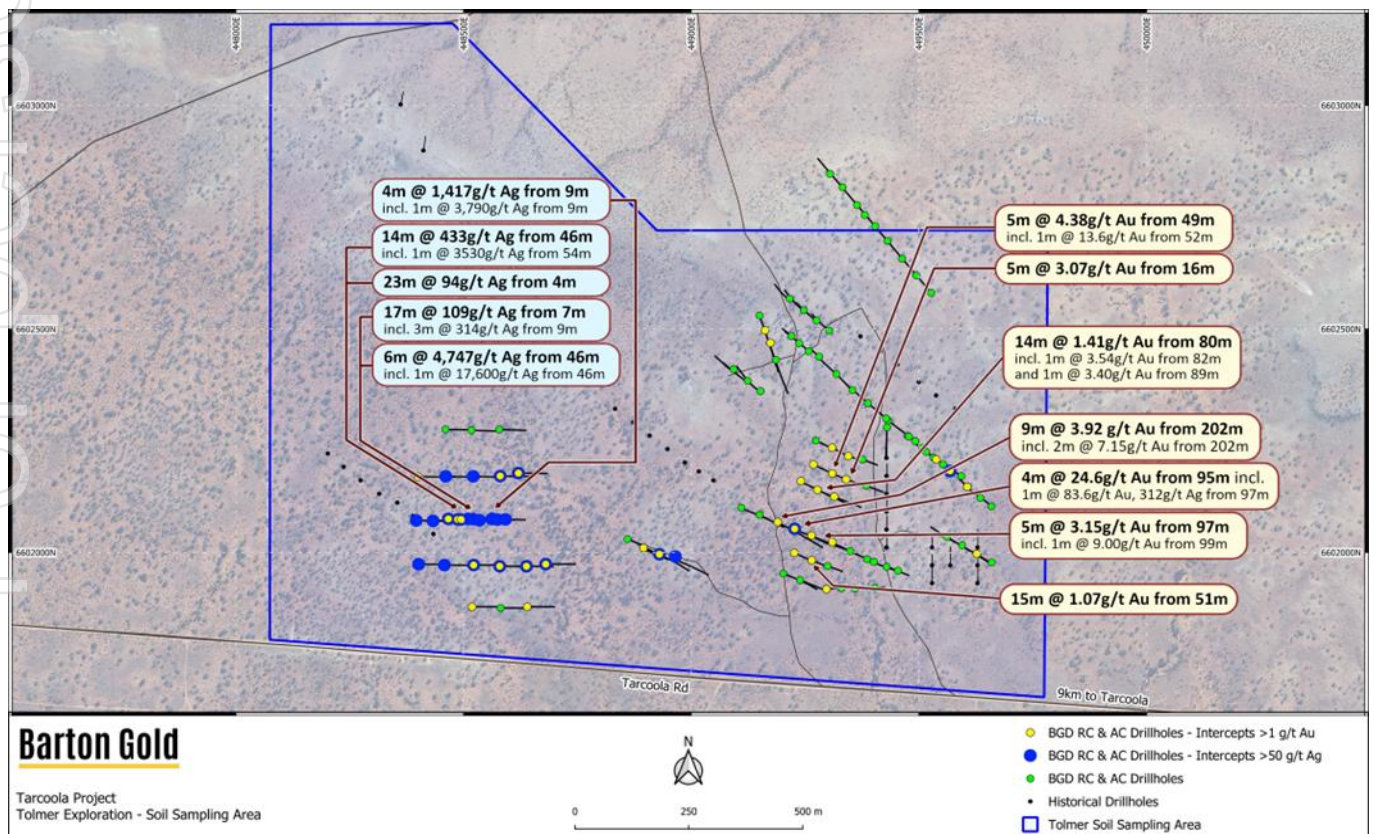 448000E
448500E
449000E
449500E
450000E
6603000N
6603000N
4m @ 1,417g/t Ag from 9m
incl. 1m @ 3,790g/t Ag from 9m
14m @ 433g/t Ag from 46m
incl. 1m @ 3530g/t Ag from 54m
23m @ 94g/t Ag from 4m
17m @ 109g/t Ag from 7m
incl. 3m @ 314g/t Ag from 9m
6m @ 4,747g/t Ag from 46m
incl. 1m @ 17,600g/t Ag from 46m
5m @ 4.38g/t Au from 49m
incl. 1m @ 13.6g/t Au from 52m
5m @ 3.07g/t Au from 16m
6602500N
6602500N
14m @ 1.41g/t Au from 80m
incl. 1m @ 3.54g/t Au from 82m
and 1m @ 3.40g/t Au from 89m
9m @ 3.92 g/t Au from 202m
incl. 2m @ 7.15g/t Au from 202m
4m @ 24.6g/t Au from 95m incl.
1m @ 83.6g/t Au, 312g/t Ag from 97m
5m @ 3.15g/t Au from 97m
incl. 1m @ 9.00g/t Au from 99m
6602000N
6602000N
15m @ 1.07g/t Au from 51m
Tarcoola Rd
9km to Tarcoola
Barton Gold
Tarcoola Project
Tolmer Exploration - Soil Sampling Area
N
0 250 500 m
BGD RC & AC Drillholes - Intercepts >1 g/t Au
BGD RC & AC Drillholes - Intercepts >50 g/t Ag
BGD RC & AC Drillholes
Historical Drillholes
Tolmer Soil Sampling Area